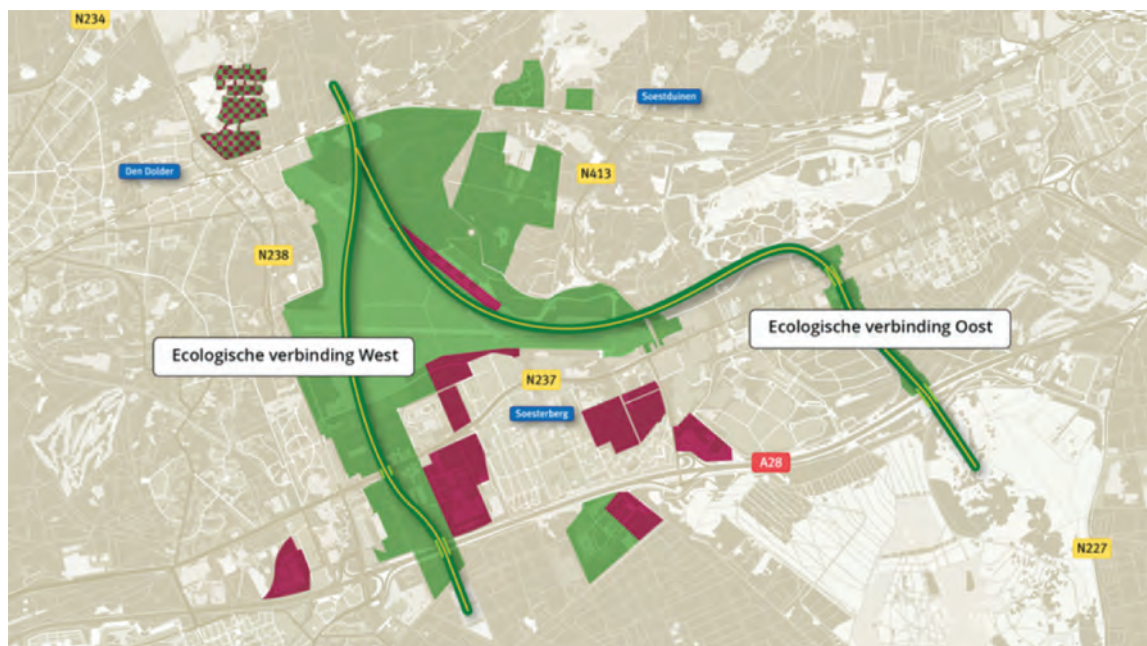 N234
Soestduinen
Den Dolder
N413
N238
Ecologische verbinding Oost
Ecologische verbinding West
N237
Soesterberg
A28
N227